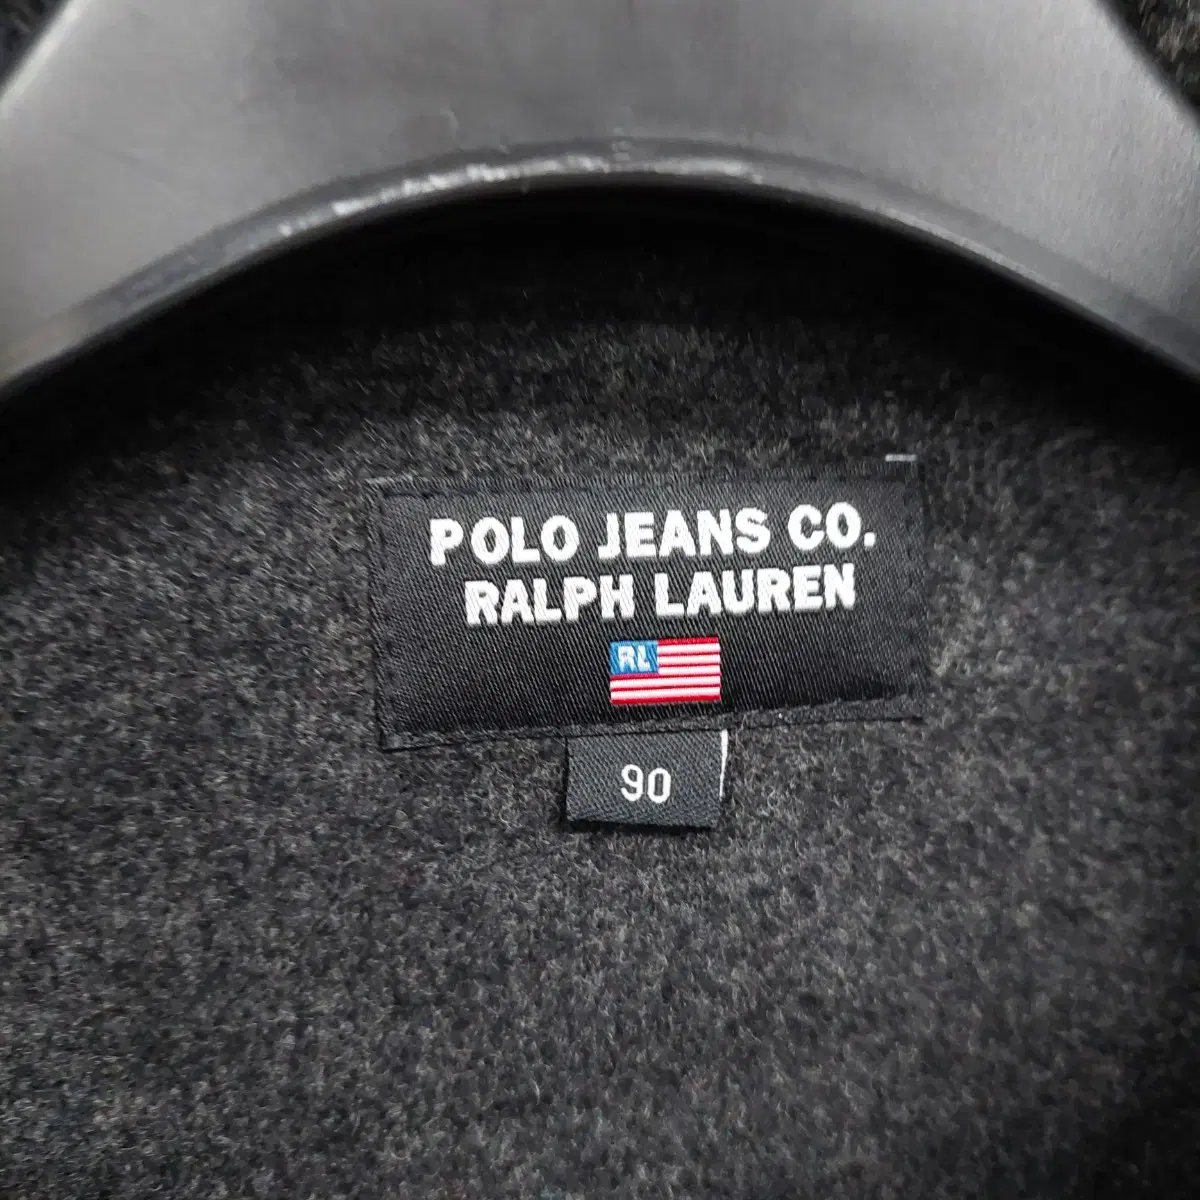 POLO JEANS CO.
RALPH LAUREN
RL
90